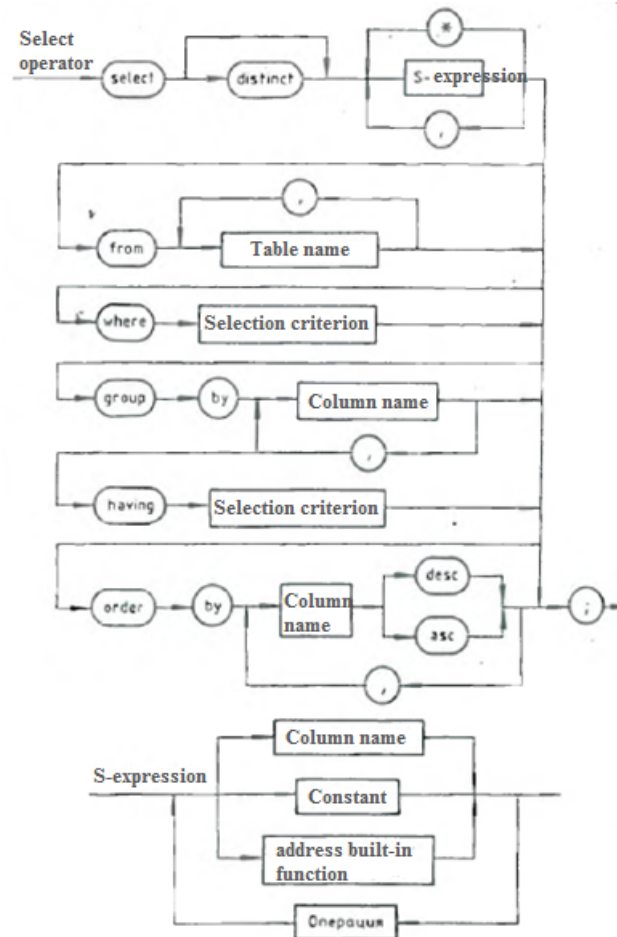 Select
operator
select
distinct
*
S-expression
,
from
,
Table name
where
Selection criterion
group
by
Column name
,
having
Selection criterion
order
by
Column
name
desc
asc
,
;
S-expression
Column name
Constant
address built-in
function
Операции